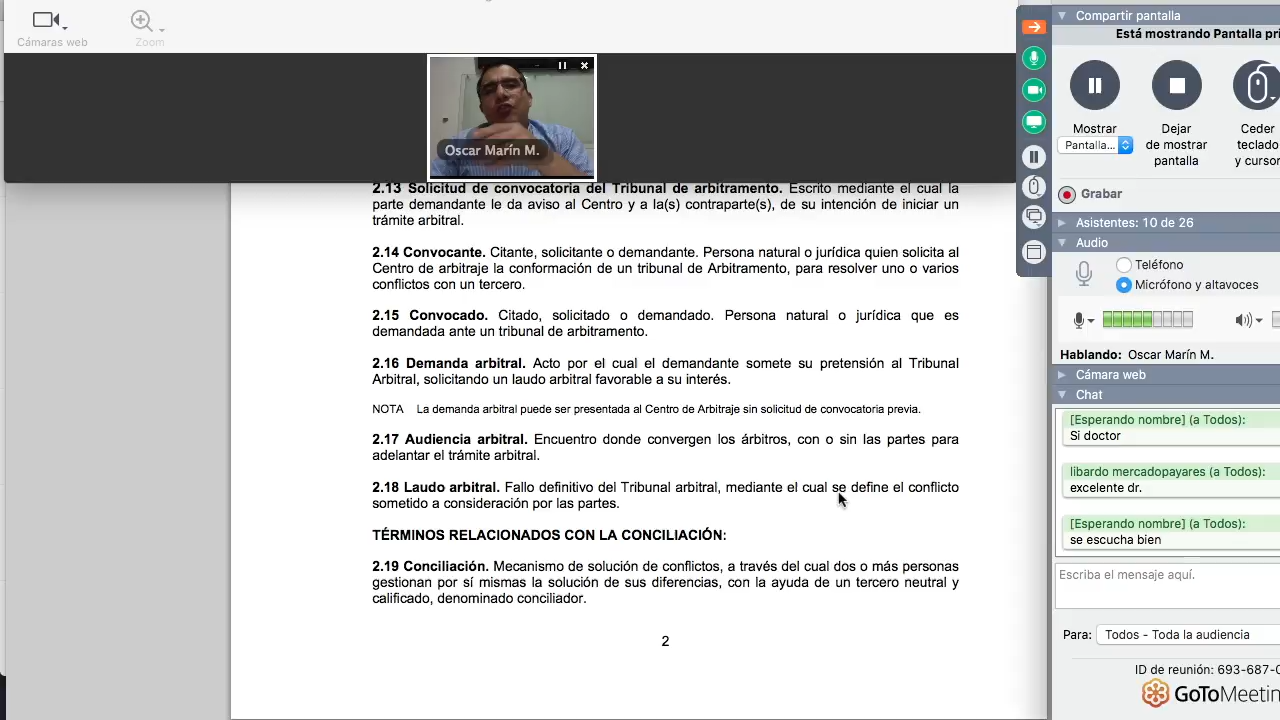 Cámaras web
Zoom
Oscar Marín M.
2.13 Solicitud de convocatoria del Tribunal de arbitramento. Escrito mediante el cual la
parte demandante le da aviso al Centro y a la(s) contraparte(s), de su intención de iniciar un
trámite arbitral.
2.14 Convocante. Citante, solicitante o demandante. Persona natural o jurídica quien solicita al
Centro de arbitraje la conformación de un tribunal de Arbitramento, para resolver uno o varios
conflictos con un tercero.
2.15 Convocado. Citado, solicitado o demandado. Persona natural o jurídica que es
demandada ante un tribunal de arbitramento.
2.16 Demanda arbitral. Acto por el cual el demandante somete su pretensión al Tribunal
Arbitral, solicitando un laudo arbitral favorable a su interés.
NOTA La demanda arbitral puede ser presentada al Centro de Arbitraje sin solicitud de convocatoria previa.
2.17 Audiencia arbitral. Encuentro donde convergen los árbitros, con o sin las partes para
adelantar el trámite arbitral.
2.18 Laudo arbitral. Fallo definitivo del Tribunal arbitral, mediante el cual se define el conflicto
sometido a consideración por las partes.
TÉRMINOS RELACIONADOS CON LA CONCILIACIÓN:
2.19 Conciliación. Mecanismo de solución de conflictos, a través del cual dos o más personas
gestionan por sí mismas la solución de sus diferencias, con la ayuda de un tercero neutral y
calificado, denominado conciliador.
2
Compartir pantalla
Está mostrando Pantalla pri
Mostrar
Pantalla...
Dejar
de mostrar
pantalla
Ceder
teclado
y cursor
Grabar
Asistentes: 10 de 26
Audio
Teléfono
Micrófono y altavoces
Hablando: Oscar Marín M.
Cámara web
Chat
[Esperando nombre] (a Todos):
Si doctor
libardo mercadopayares (a Todos):
excelente dr.
[Esperando nombre] (a Todos):
se escucha bien
Escriba el mensaje aquí.
Para: Todos - Toda la audiencia
ID de reunión: 693-687-0
GoToMeetin